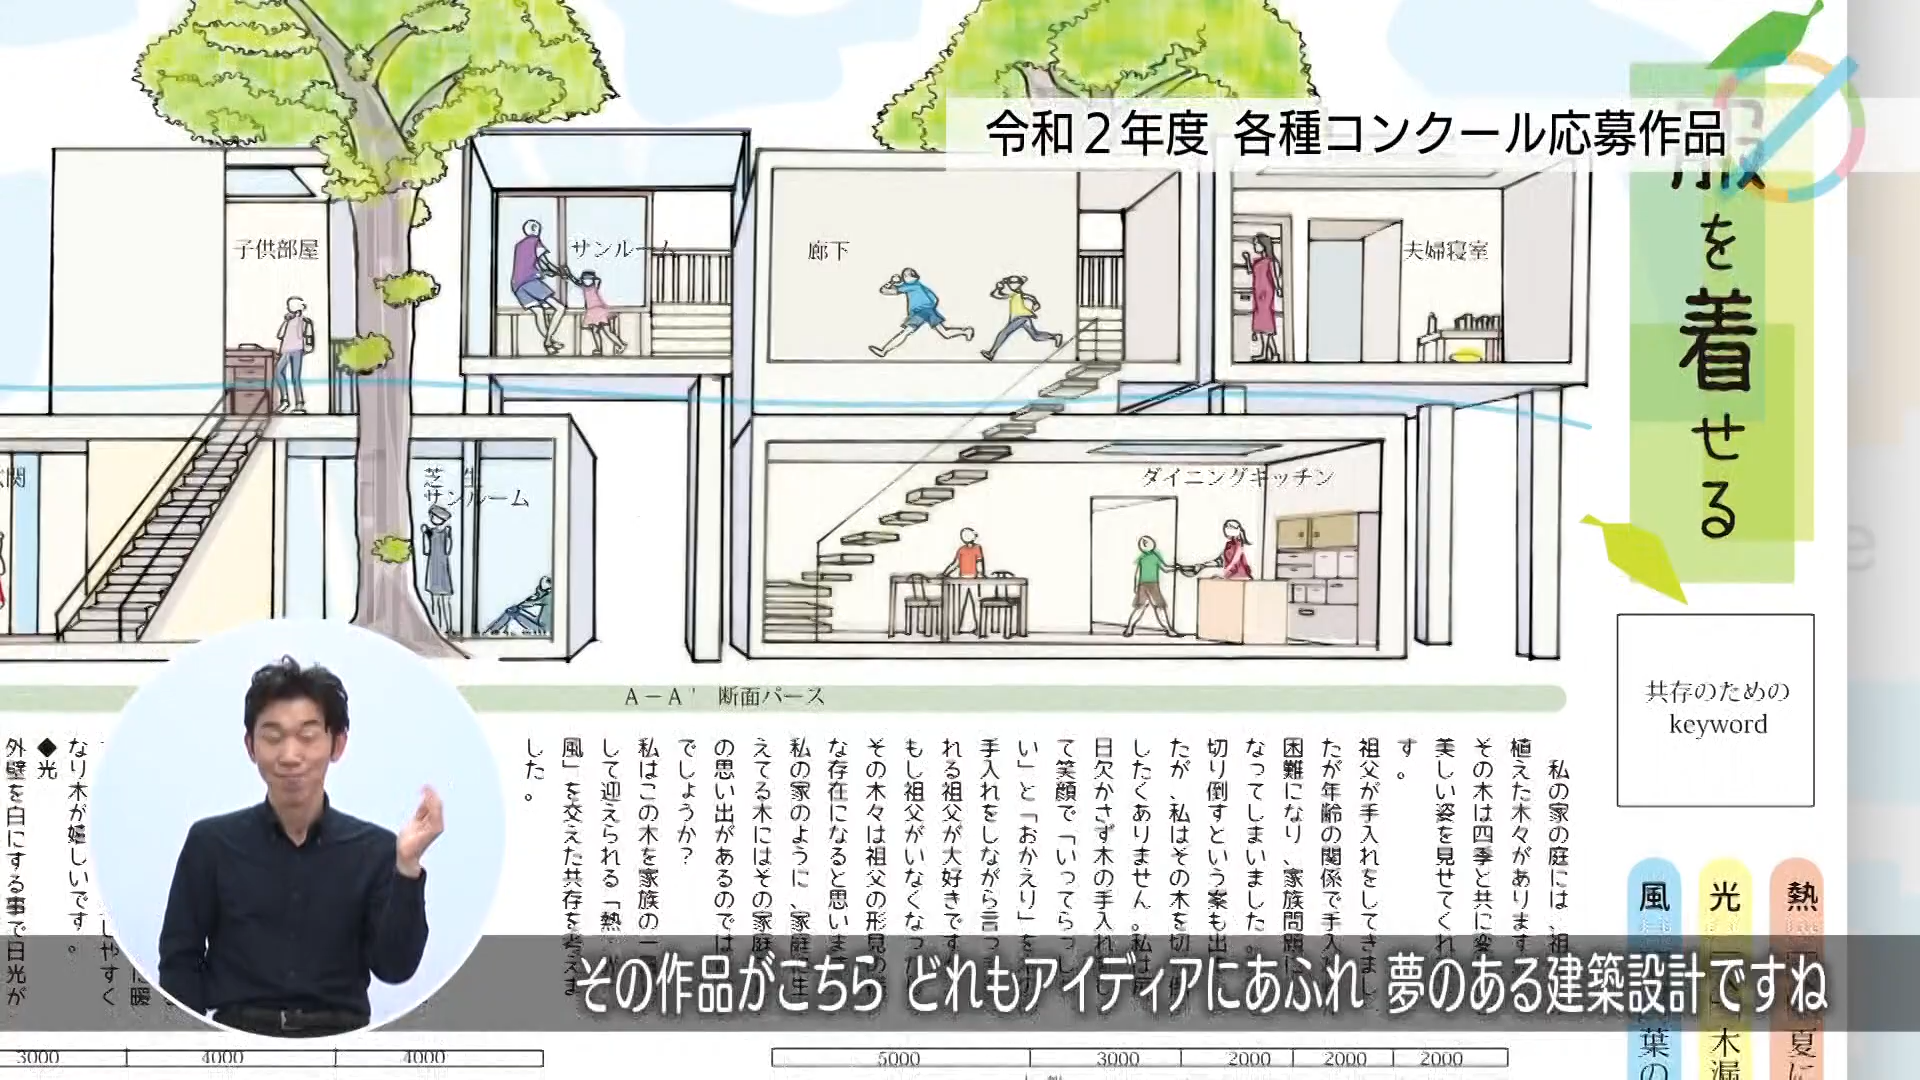 令和２年度 各種コンクール応募作品
服を着せる
子供部屋
サンルーム
廊下
夫婦寝室
関
芝生
サンルーム
ダイニングキッチン
A－A' 断面パース
共存のための
keyword
熱
光
風
私の家の庭には、祖
植えた木々があります
その木は四季と共に変
美しい姿を見せてくれ
す。
祖父が手入れをしてきまし
たが年齢の関係で手入
困難になり、家族問題に
なってしまいました。
切り倒すという案も出
たが、私はその木を切
したくありません。私は
日欠かさず木の手入れ
て笑顔で「いってらっし
い」と「おかえり」を
手入れをしながら言っ
れる祖父が大好きです
もし祖父がいなくなっ
その木々は祖父の形見の
な存在になると思いま
私の家のように、家庭に生
えてる木にはその家庭
の思い出があるのでは
でしょうか？
私はこの木を家族の一
して迎えられる「熱
風」を交えた共存を考えま
した。
なり木が嬉しいです。
◆光
外壁を白にする事で日光が
その作品がこちら どれもアイディアにあふれ 夢のある建築設計ですね
3000 4000 4000
5000 3000 2000 2000 2000